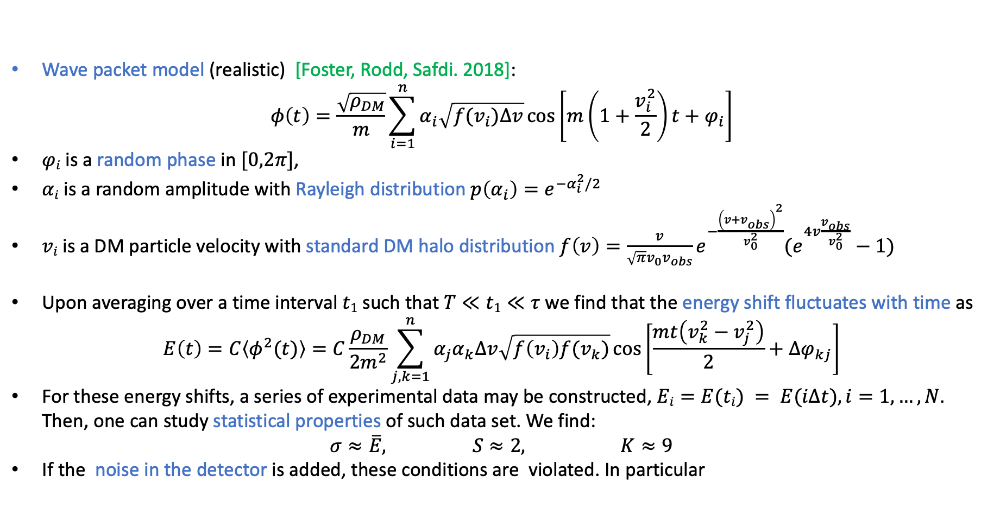 • Wave packet model (realistic) [Foster, Rodd, Safdi. 2018]:
$\phi(t) = \frac{\sqrt{\rho_{DM}}}{m} \sum_{i=1}^{n} \alpha_i \sqrt{f(v_i)\Delta v} \cos\left[m\left(1 + \frac{v_i^2}{2}\right)t + \varphi_i\right]$
• $\varphi_i$ is a random phase in $[0,2\pi]$,
• $\alpha_i$ is a random amplitude with Rayleigh distribution $p(\alpha_i) = e^{-\alpha_i^2/2}$
• $v_i$ is a DM particle velocity with standard DM halo distribution $f(v) = \frac{v}{\sqrt{\pi}v_0 v_{obs}} e^{-\frac{(v+v_{obs})^2}{v_0^2}} (e^{4v\frac{v_{obs}}{v_0^2}} - 1)$
• Upon averaging over a time interval $t_1$ such that $T \ll t_1 \ll \tau$ we find that the energy shift fluctuates with time as
$E(t) = C\langle\phi^2(t)\rangle = C\frac{\rho_{DM}}{2m^2} \sum_{j,k=1}^{n} \alpha_j \alpha_k \Delta v \sqrt{f(v_i)f(v_k)} \cos\left[\frac{mt(v_k^2 - v_j^2)}{2} + \Delta\varphi_{kj}\right]$
• For these energy shifts, a series of experimental data may be constructed, $E_i = E(t_i) = E(i\Delta t), i = 1, \ldots, N.$
Then, one can study statistical properties of such data set. We find:
$\sigma \approx \bar{E},$ $S \approx 2,$ $K \approx 9$
• If the noise in the detector is added, these conditions are violated. In particular